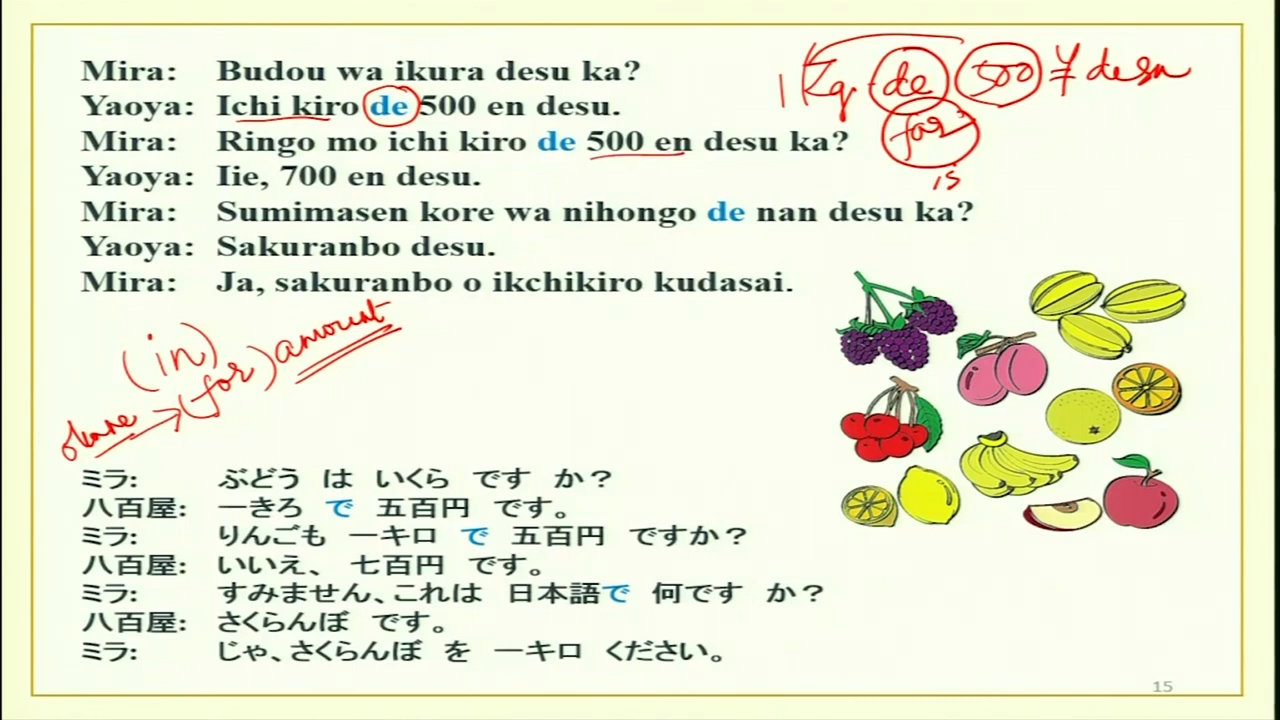 Mira: Budou wa ikura desu ka?
Yaoya: Ichi kiro de 500 en desu.
Mira: Ringo mo ichi kiro de 500 en desu ka?
Yaoya: Iie, 700 en desu.
Mira: Sumimasen kore wa nihongo de nan desu ka?
Yaoya: Sakuranbo desu.
Mira: Ja, sakuranbo o ikchikiro kudasai.
1 Kg de 500 ¥ desu
for
is
(in)
(for) amount
ミラ: ぶどう は いくら です か？
八百屋: 一きろ で 五百円 です。
ミラ: りんごも 一キロ で 五百円 ですか？
八百屋: いいえ、 七百円 です。
ミラ: すみません、これは 日本語で 何です か？
八百屋: さくらんぼ です。
ミラ: じゃ、さくらんぼ を 一キロ ください。
15